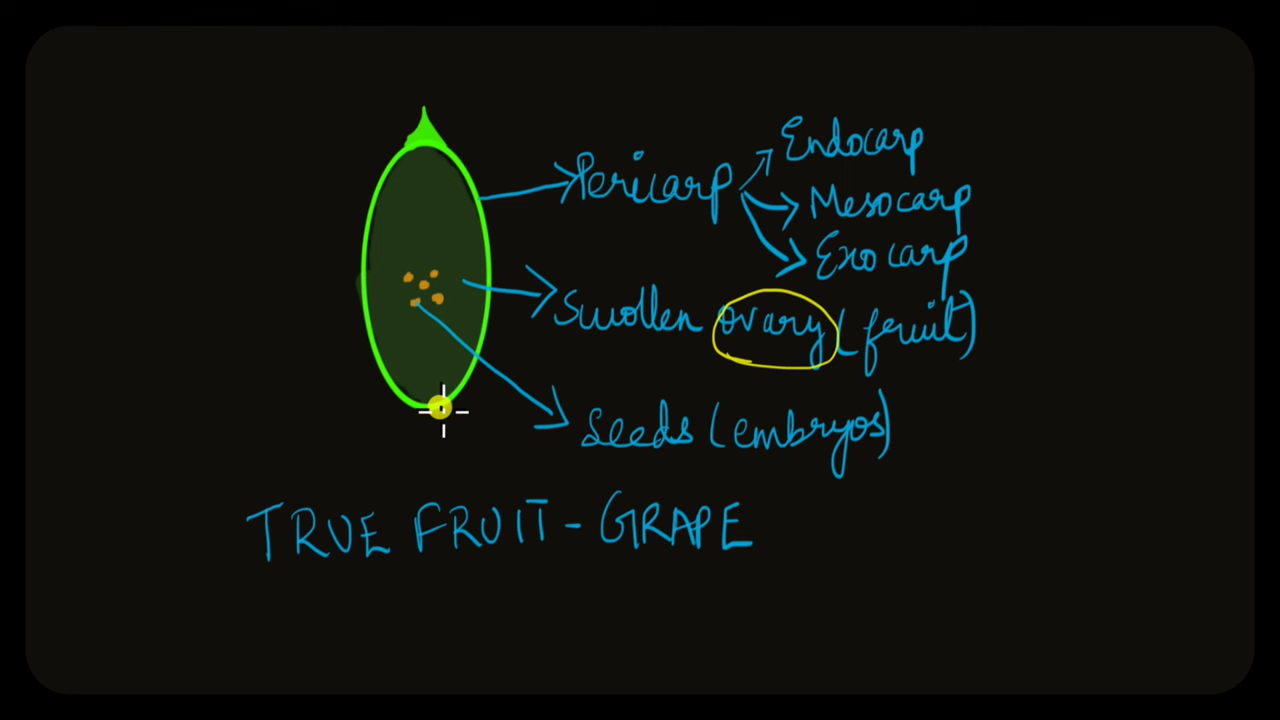 Endocarp
Pericarp
Mesocarp
Exocarp
Swollen ovary (fruit)
Seeds (embryos)
TRUE FRUIT - GRAPE